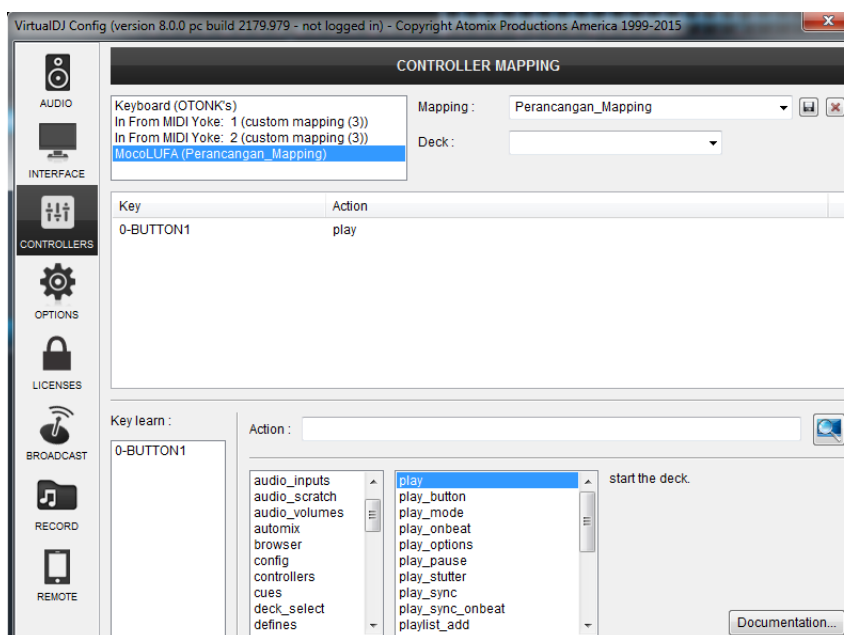 VirtualDJ Config (version 8.0.0 pc build 2179.979 - not logged in) - Copyright Atomix Productions America 1999-2015
CONTROLLER MAPPING
AUDIO
INTERFACE
CONTROLLERS
OPTIONS
LICENSES
BROADCAST
RECORD
REMOTE
Keyboard (OTONK's)
In From MIDI Yoke: 1 (custom mapping (3))
In From MIDI Yoke: 2 (custom mapping (3))
MocoLUFA (Perancangan_Mapping)
Mapping : Perancangan_Mapping
Deck :
Key Action
0-BUTTON1 play
Key learn :
0-BUTTON1
Action :
audio_inputs
audio_scratch
audio_volumes
automix
browser
config
controllers
cues
deck_select
defines
play
play_button
play_mode
play_onbeat
play_options
play_pause
play_stutter
play_sync
play_sync_onbeat
playlist_add
start the deck.
Documentation...